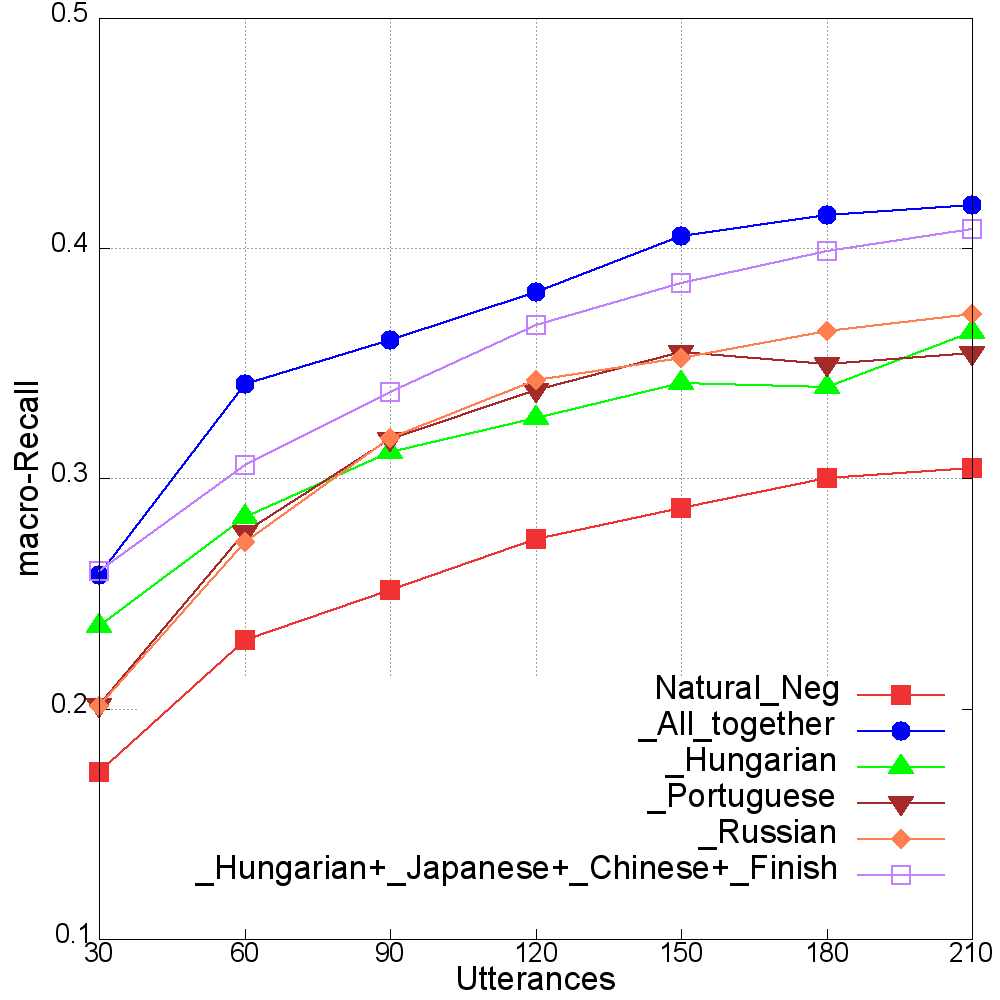 0.5
0.4
0.3
0.2
0.1
macro-Recall
Natural_Neg
_All_together
_Hungarian
_Portuguese
_Russian
_Hungarian+_Japanese+_Chinese+_Finish
30 60 90 120 150 180 210
Utterances